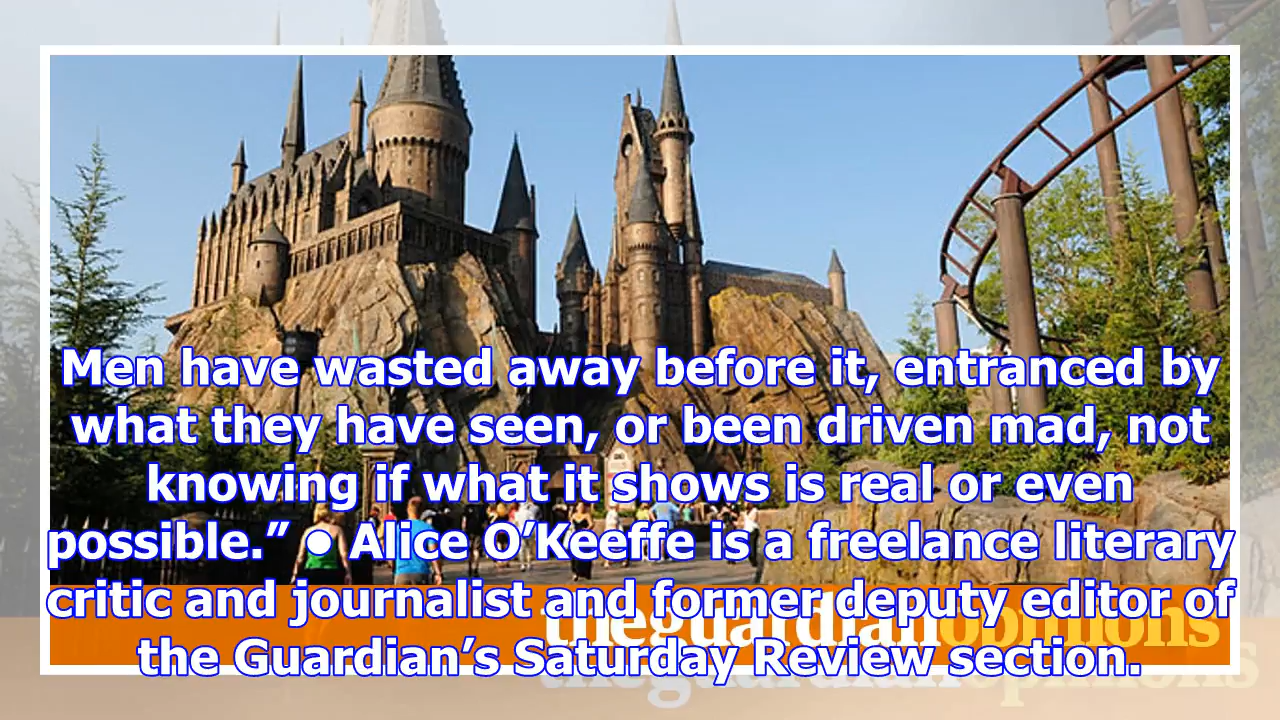 Men have wasted away before it, entranced by
what they have seen, or been driven mad, not
knowing if what it shows is real or even
possible.” ● Alice O’Keeffe is a freelance literary
critic and journalist and former deputy editor of
theguardianopinions
the Guardian’s Saturday Review section.
theguardianopinions